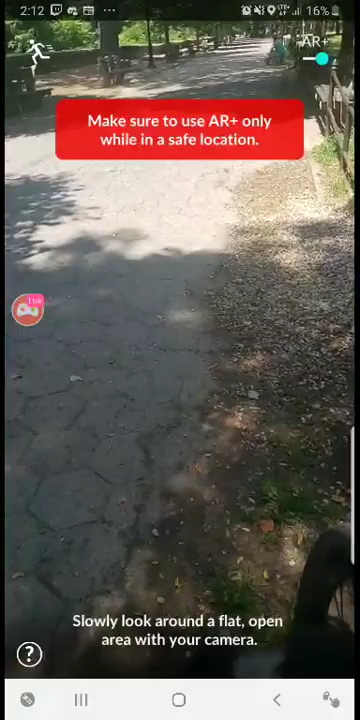 2:12
16%
AR+
Make sure to use AR+ only
while in a safe location.
Live
Slowly look around a flat, open
area with your camera.
?